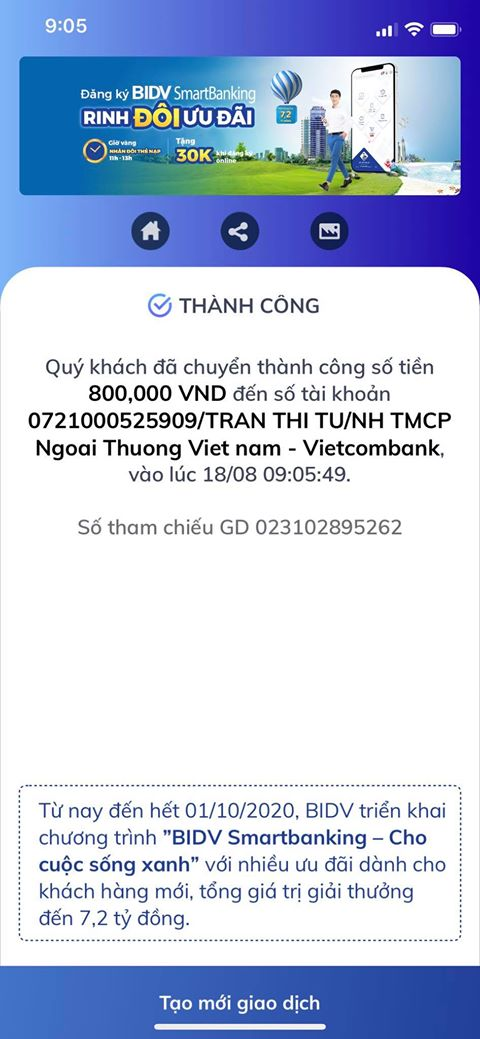 9:05
Đăng ký BIDV SmartBanking
RINH ĐÔI ƯU ĐÃI
Giờ vàng
NHÂN ĐÔI THẺ NẠP
11h - 13h
Tặng
30K khi đăng ký
online
7,2
THÀNH CÔNG
Quý khách đã chuyển thành công số tiền
800,000 VND đến số tài khoản
0721000525909/TRAN THI TU/NH TMCP
Ngoai Thuong Viet nam - Vietcombank,
vào lúc 18/08 09:05:49.
Số tham chiếu GD 023102895262
Từ nay đến hết 01/10/2020, BIDV triển khai
chương trình ”BIDV Smartbanking – Cho
cuộc sống xanh” với nhiều ưu đãi dành cho
khách hàng mới, tổng giá trị giải thưởng
đến 7,2 tỷ đồng.
Tạo mới giao dịch